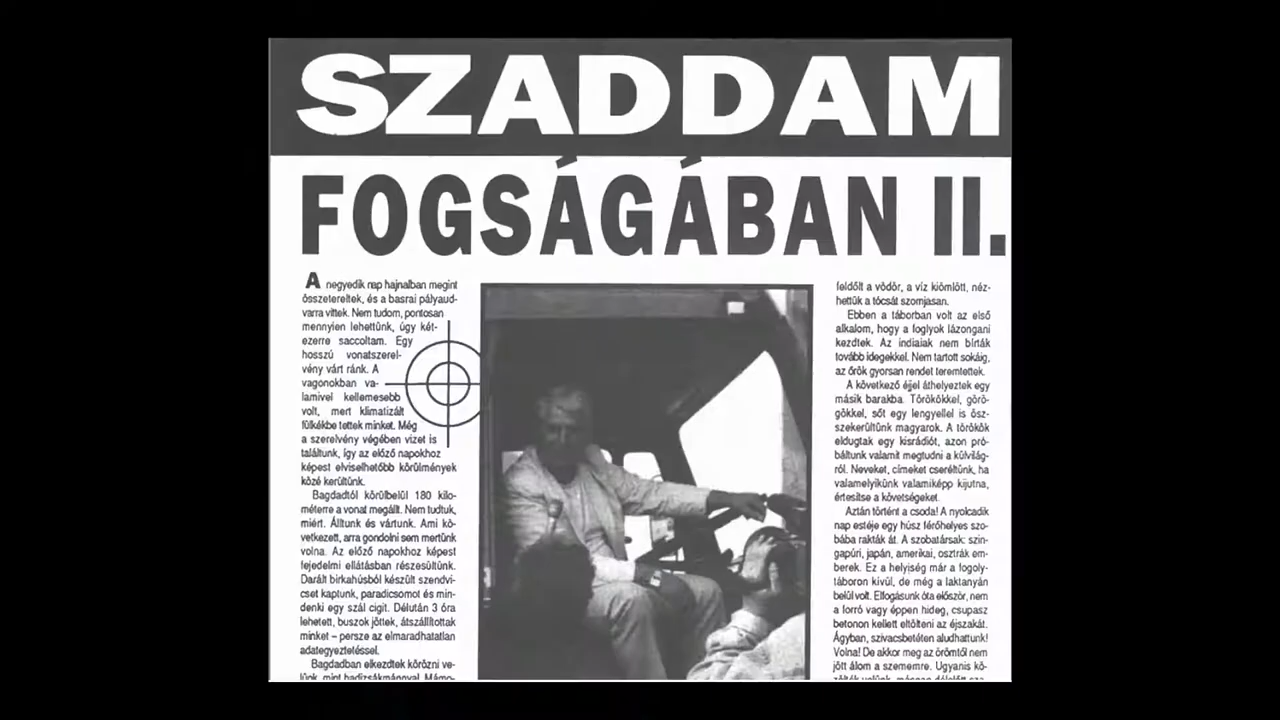 SZADDAM
FOGSÁGÁBAN II.
A negyedik nap hajnalban megint
összetereltek, és a basrai pályaud-
varra vittek. Nem tudom, pontosan
mennyien lehettünk, úgy két-
ezerre saccoltam. Egy
hosszú vonatszerel-
vény várt ránk. A
vagonokban va-
lamivel kellemesebb
volt, mert klimatizált
fülkékbe tettek minket. Még
a szerelvény végében vizet is
találtunk, így az előző napokhoz
képest elviselhetőbb körülmények
közé kerültünk.
Bagdadtól körülbelül 180 kilo-
méterre a vonat megállt. Nem tudtuk,
miért. Álltunk és vártunk. Ami kö-
vetkezett, arra gondolni sem mertünk
volna. Az előző napokhoz képest
fejedelmi ellátásban részesültünk.
Darált birkahúsból készült szendvi-
cset kaptunk, paradicsomot és min-
denki egy szál cigit. Délután 3 óra
lehetett, buszok jöttek, átszállítottak
minket – persze az elmaradhatatlan
adategyeztetéssel.
Bagdadban elkezdtek körözni ve-
lünk, mint hadizsákmánnyal. Mámo-
feldőlt a vödör, a víz kiömlött, néz-
hettük a tócsát szomjasan.
Ebben a táborban volt az első
alkalom, hogy a foglyok lázongani
kezdtek. Az indiaiak nem bírták
tovább idegekkel. Nem tartott sokáig,
az őrök gyorsan rendet teremtettek.
A következő éjjel áthelyeztek egy
másik barakba. Törökökkel, görö-
gökkel, sőt egy lengyellel is ösz-
szekerültünk magyarok. A törökök
eldugtak egy kisrádiót, azon pró-
báltunk valamit megtudni a külvilág-
ról. Neveket, címeket cseréltünk, ha
valamelyikünk valamiképp kijutna,
értesítse a követségeket.
Aztán történt a csoda! A nyolcadik
nap estéje egy húsz férőhelyes szo-
bába rakták át. A szobatársak: szin-
gapúri, japán, amerikai, osztrák em-
berek. Ez a helyiség már a fogoly-
táboron kívül, de még a laktanyán
belül volt. Elfogásunk óta először, nem
a forró vagy éppen hideg, csupasz
betonon kellett eltölteni az éjszakát.
Ágyban, szivacsbetéten aludhattunk!
Volna! De akkor meg az örömtől nem
jött álom a szememre. Ugyanis kö-